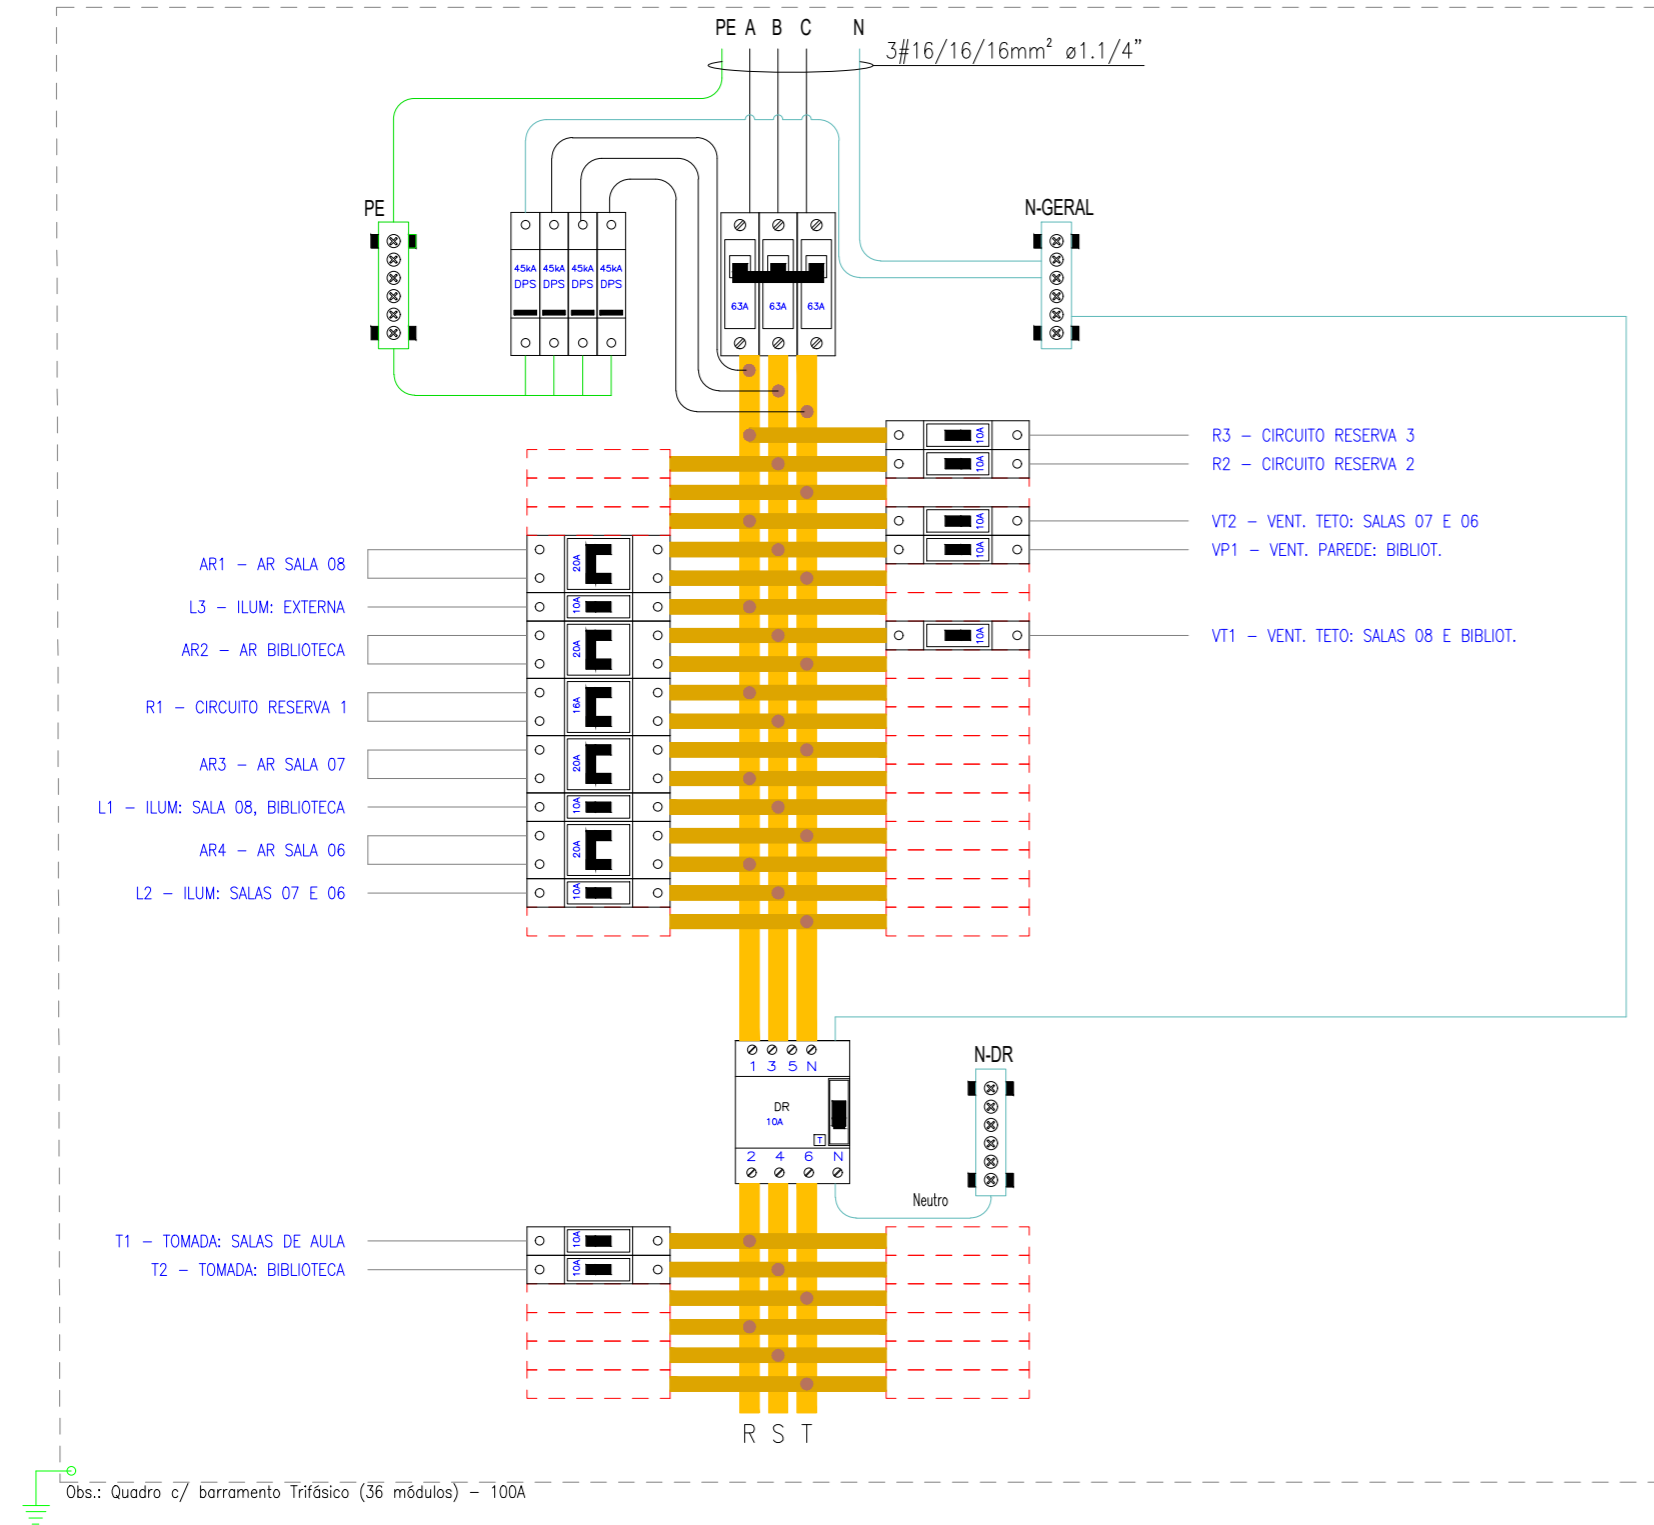 PE A B C N
3#16/16/16mm² ø1.1/4"
PE
N-GERAL
45kA 45kA 45kA 45kA
DPS DPS DPS DPS
63A 63A 63A
10A R3 - CIRCUITO RESERVA 3
10A R2 - CIRCUITO RESERVA 2
10A VT2 - VENT. TETO: SALAS 07 E 06
10A VP1 - VENT. PAREDE: BIBLIOT.
AR1 - AR SALA 08 20A
L3 - ILUM: EXTERNA 10A
10A VT1 - VENT. TETO: SALAS 08 E BIBLIOT.
AR2 - AR BIBLIOTECA 20A
R1 - CIRCUITO RESERVA 1 16A
AR3 - AR SALA 07 20A
L1 - ILUM: SALA 08, BIBLIOTECA 10A
AR4 - AR SALA 06 20A
L2 - ILUM: SALAS 07 E 06 10A
1 3 5 N
N-DR
DR
10A
T
2 4 6 N
Neutro
T1 - TOMADA: SALAS DE AULA 10A
T2 - TOMADA: BIBLIOTECA 10A
R S T
Obs.: Quadro c/ barramento Trifásico (36 módulos) - 100A